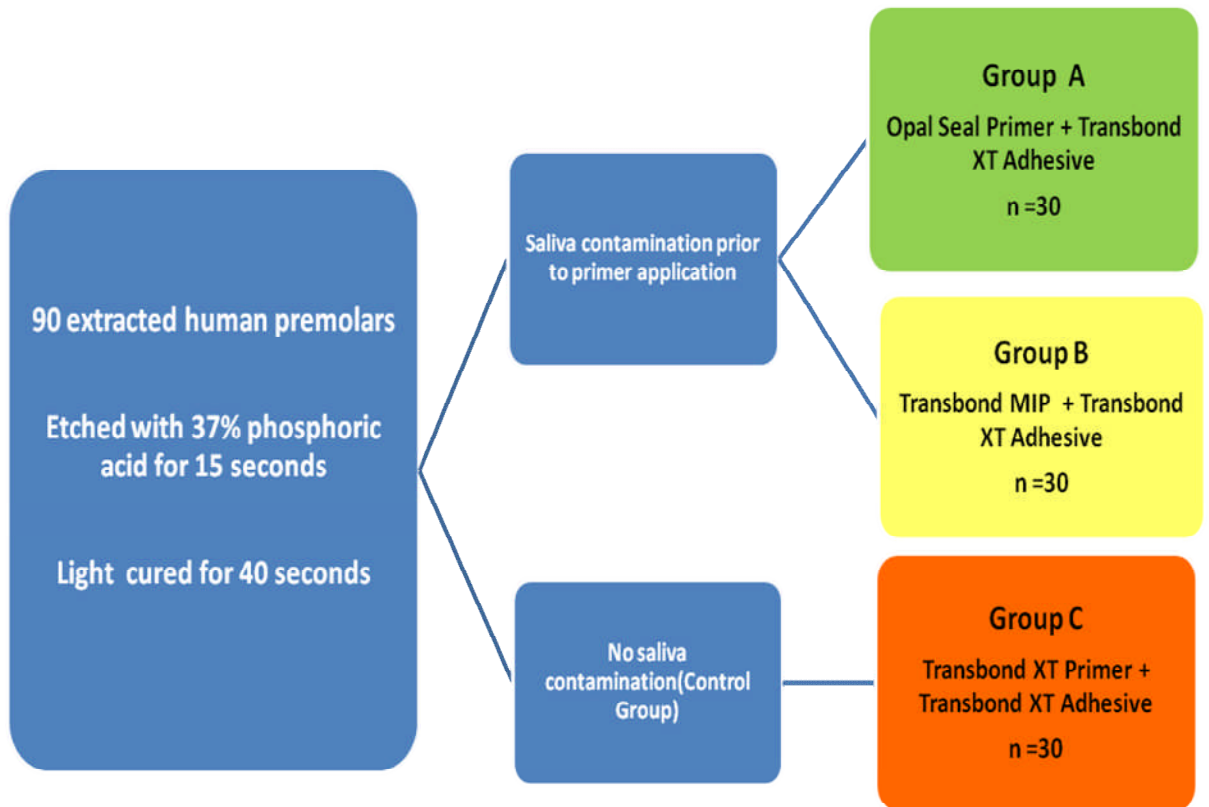 90 extracted human premolars
Etched with 37% phosphoric
acid for 15 seconds
Light cured for 40 seconds
Saliva contamination prior
to primer application
No saliva
contamination(Control
Group)
Group A
Opal Seal Primer + Transbond
XT Adhesive
n =30
Group B
Transbond MIP + Transbond
XT Adhesive
n =30
Group C
Transbond XT Primer +
Transbond XT Adhesive
n =30